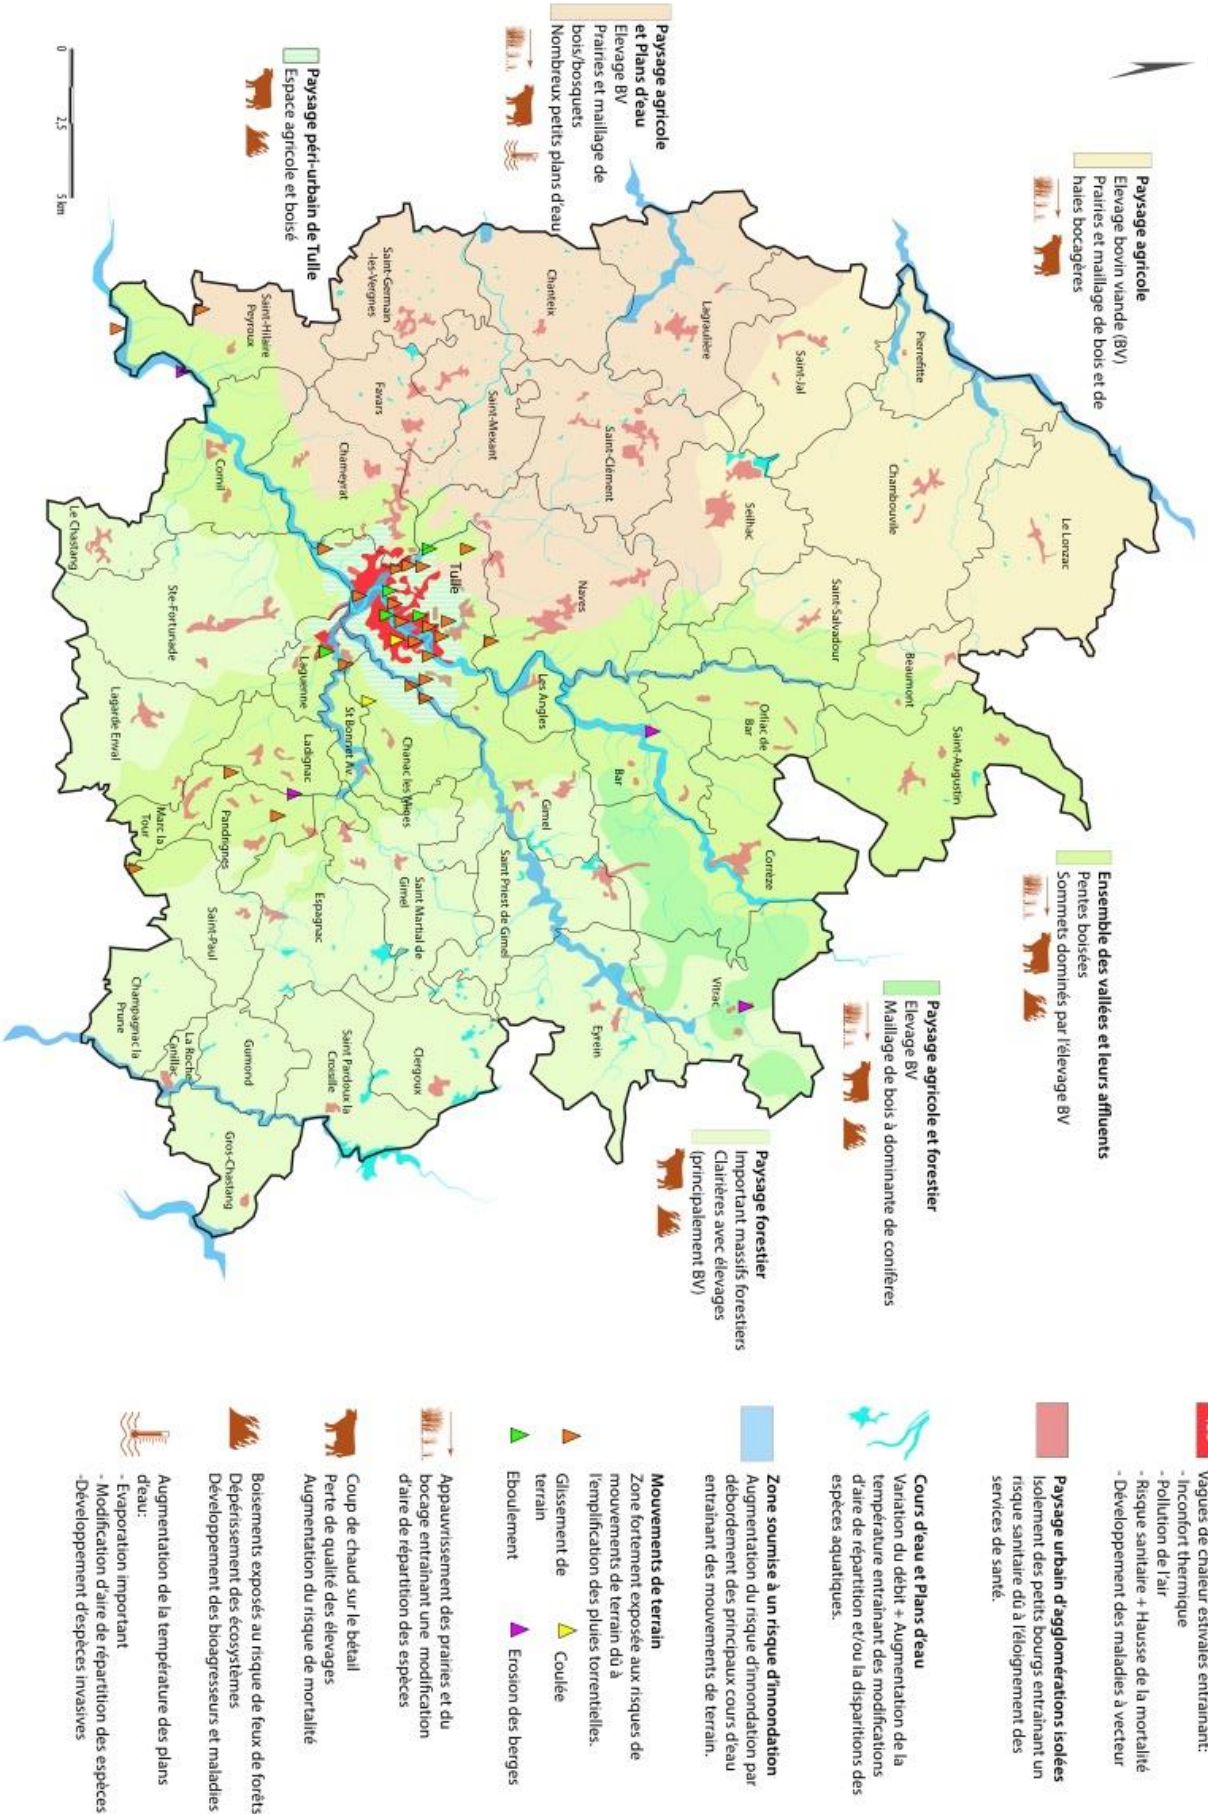 Paysage agricole
Elevage bovin viande (BV)
Prairies et maillage de bois et de
haies bocagères
Paysage agricole
et Plans d'eau
Elevage BV
Prairies et maillage de
bois/bosquets
Nombreux petits plans d'eau
Paysage péri-urbain de Tulle
Espace agricole et boisé
0
2,5
5 km
Ensemble des vallées et leurs affluents
Pentes boisées
Sommets dominés par l'élevage BV
Paysage agricole et forestier
Elevage BV
Maillage de bois à dominante de conifères
Paysage forestier
Important massifs forestiers
Clairières avec élevages
(principalement BV)
Le Lonzac
Pierrefitte
Chambouvile
Saint-Jal
Saint-Salvadour
Beaumont
Saint-Augustin
Seilhac
Orliac de
Bar
Lagraulière
Saint-Clément
Naves
Chanteix
Les Angles
Bar
Corrèze
Vitrac
Saint-Mexant
Saint-Germain
-les-Vergnes
Favars
Chameyrat
Tulle
Gimel
Saint Priest de Gimel
Eyrein
Chanac les Mines
Saint Martial de
Gimel
Clergoux
St Bonnet Av.
Laguenne
Ladignac
Espagnac
Saint Pardoux la
Croisille
Saint-Hilaire
Peyroux
Cornil
Pandrignes
Saint-Paul
Gumond
Gros-Chastang
La Roche
Canillac
Champagnac la
Prune
Marc la
Tour
Lagarde Enval
Ste-Fortunade
Le Chastang
Vagues de chaleur estivales entrainant:
- Inconfort thermique
- Pollution de l'air
- Risque sanitaire + Hausse de la mortalité
- Développement des maladies à vecteur
Paysage urbain d'agglomérations isolées
Isolement des petits bourgs entraînant un
risque sanitaire dû à l'éloignement des
services de santé.
Cours d'eau et Plans d'eau
Variation du débit + Augmentation de la
température entraînant des modifications
d'aire de répartition et/ou la disparitions des
espèces aquatiques.
Zone soumise à un risque d'innondation
Augmentation du risque d'innondation par
débordement des principaux cours d'eau
entraînant des mouvements de terrain.
Mouvements de terrain
Zone fortement exposée aux risques de
mouvements de terrain dû à
l'emplification des pluies torrentielles.
Glissement de
terrain
Coulée
Eboulement
Erosion des berges
Appauvrissement des prairies et du
bocage entrainant une modification
d'aire de répartition des espèces
Coup de chaud sur le bétail
Perte de qualité des élevages
Augmentation du risque de mortalité
Boisements exposés au risque de feux de forêts
Dépérissement des écosystèmes
Développement des bioagresseurs et maladies
Augmentation de la température des plans
d'eau:
- Evaporation important
- Modification d'aire de répartition des espèces
-Dévelopement d'espèces invasives